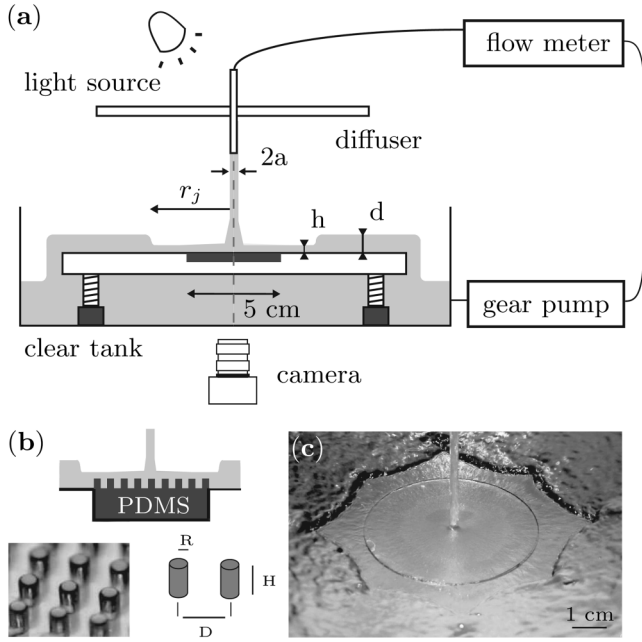 (a)
flow meter
light source
diffuser
2a
r_j
h
d
5 cm
gear pump
clear tank
camera
(b)
(c)
PDMS
R
H
D
1 cm